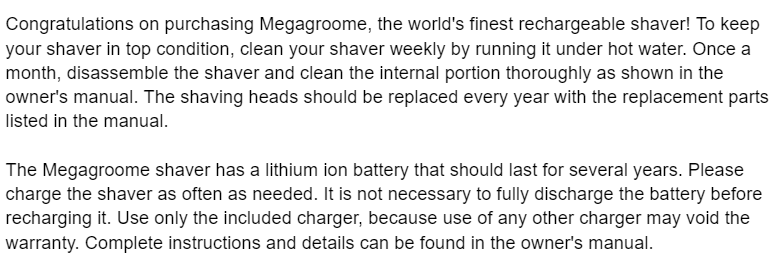 Congratulations on purchasing Megagroome, the world's finest rechargeable shaver! To keep
your shaver in top condition, clean your shaver weekly by running it under hot water. Once a
month, disassemble the shaver and clean the internal portion thoroughly as shown in the
owner's manual. The shaving heads should be replaced every year with the replacement parts
listed in the manual.
The Megagroome shaver has a lithium ion battery that should last for several years. Please
charge the shaver as often as needed. It is not necessary to fully discharge the battery before
recharging it. Use only the included charger, because use of any other charger may void the
warranty. Complete instructions and details can be found in the owner's manual.